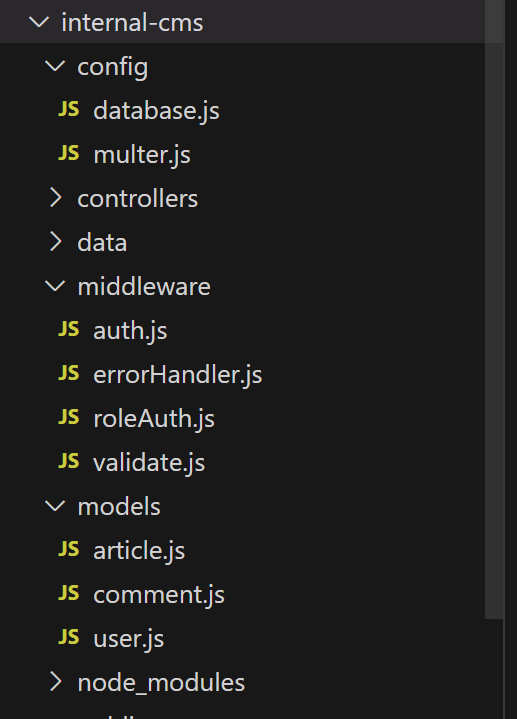 internal-cms
config
JS database.js
JS multer.js
controllers
data
middleware
JS auth.js
JS errorHandler.js
JS roleAuth.js
JS validate.js
models
JS article.js
JS comment.js
JS user.js
node_modules